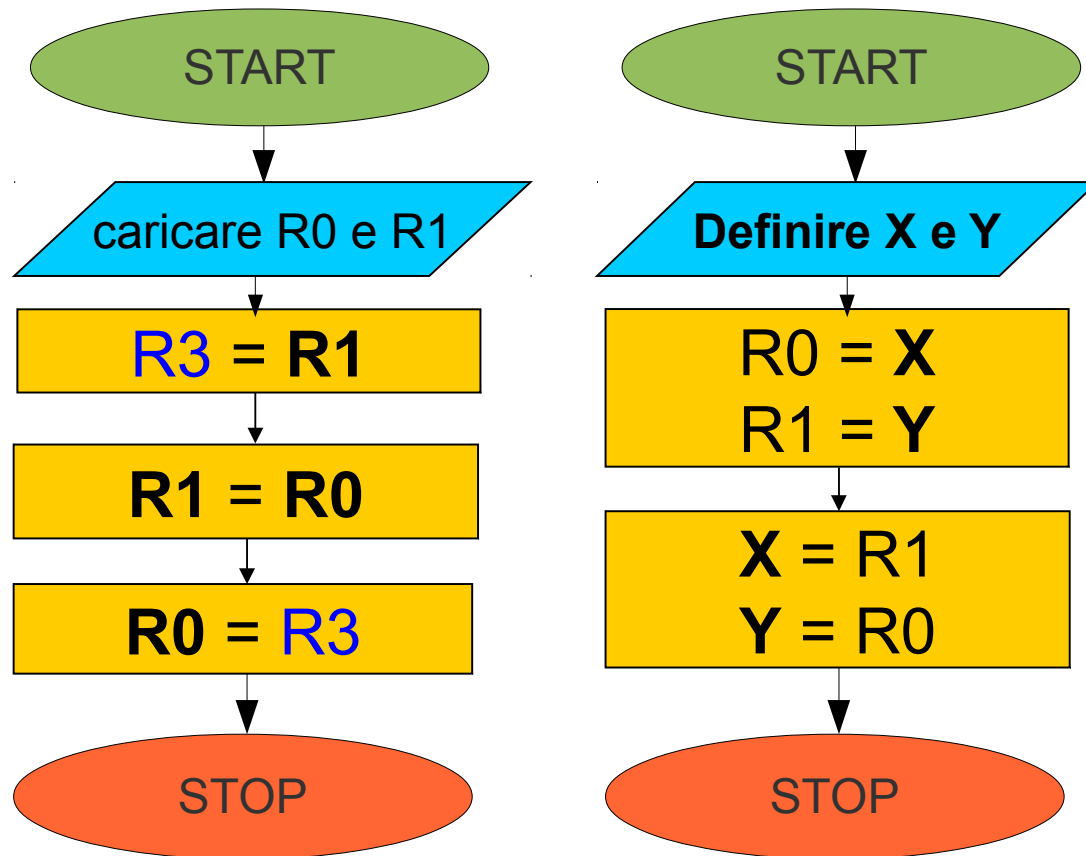 START
caricare R0 e R1
R3 = R1
R1 = R0
R0 = R3
STOP
START
Definire X e Y
R0 = X
R1 = Y
X = R1
Y = R0
STOP